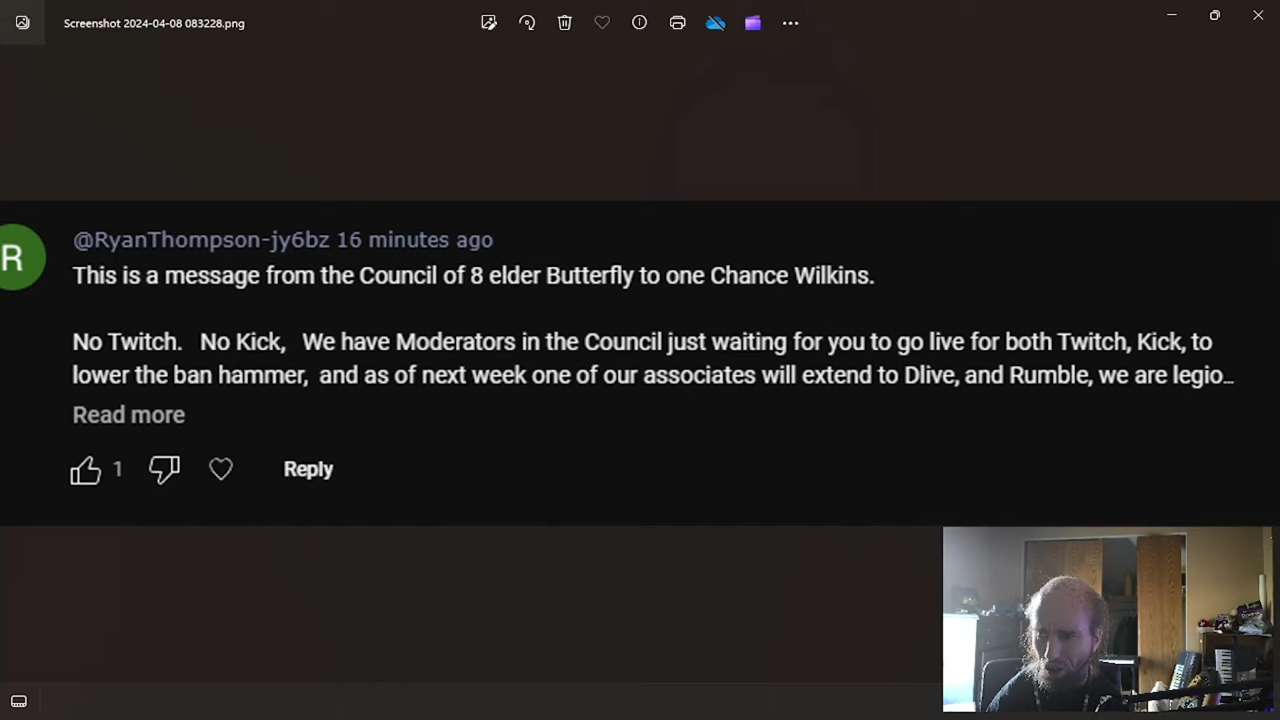 Screenshot 2024-04-08 083228.png
R
@RyanThompson-jy6bz 16 minutes ago
This is a message from the Council of 8 elder Butterfly to one Chance Wilkins.
No Twitch. No Kick, We have Moderators in the Council just waiting for you to go live for both Twitch, Kick, to
lower the ban hammer, and as of next week one of our associates will extend to Dlive, and Rumble, we are legio...
Read more
1
Reply